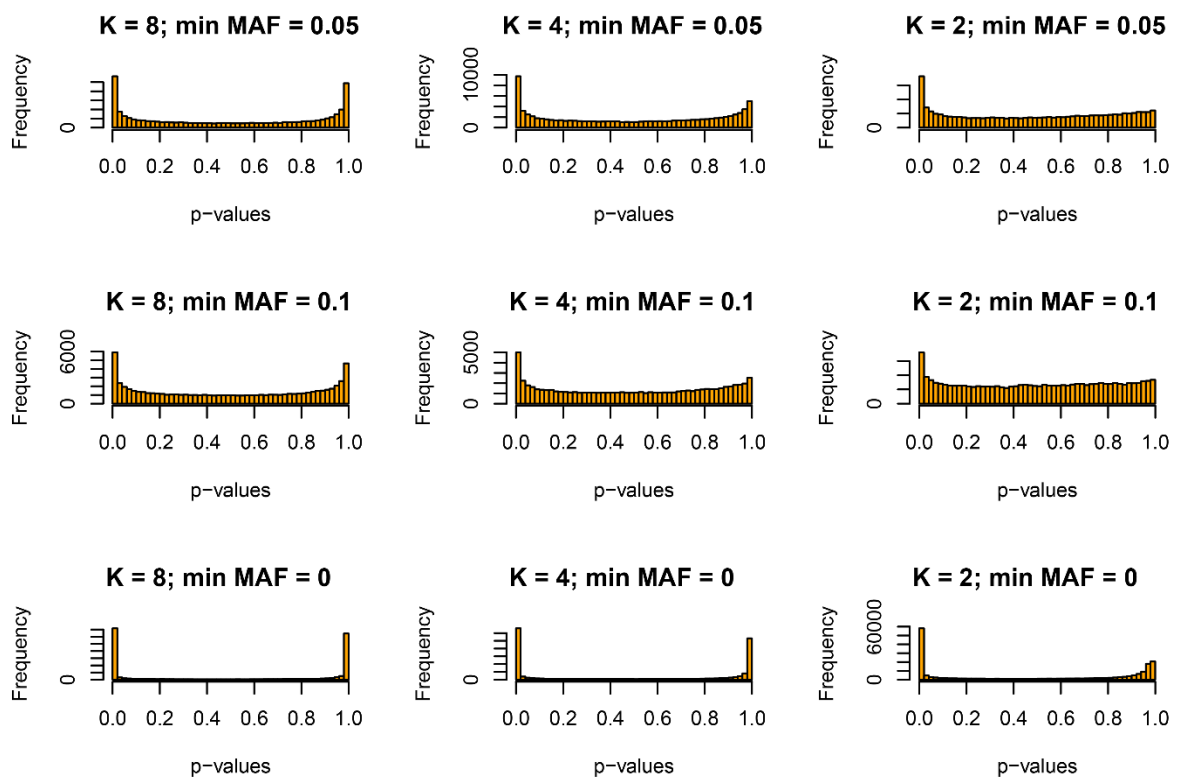 K = 8; min MAF = 0.05
Frequency
0
0.0 0.2 0.4 0.6 0.8 1.0
p−values
K = 4; min MAF = 0.05
Frequency
10000
0
0.0 0.2 0.4 0.6 0.8 1.0
p−values
K = 2; min MAF = 0.05
Frequency
0
0.0 0.2 0.4 0.6 0.8 1.0
p−values
K = 8; min MAF = 0.1
Frequency
6000
0
0.0 0.2 0.4 0.6 0.8 1.0
p−values
K = 4; min MAF = 0.1
Frequency
5000
0
0.0 0.2 0.4 0.6 0.8 1.0
p−values
K = 2; min MAF = 0.1
Frequency
0
0.0 0.2 0.4 0.6 0.8 1.0
p−values
K = 8; min MAF = 0
Frequency
0
0.0 0.2 0.4 0.6 0.8 1.0
p−values
K = 4; min MAF = 0
Frequency
0
0.0 0.2 0.4 0.6 0.8 1.0
p−values
K = 2; min MAF = 0
Frequency
60000
0
0.0 0.2 0.4 0.6 0.8 1.0
p−values